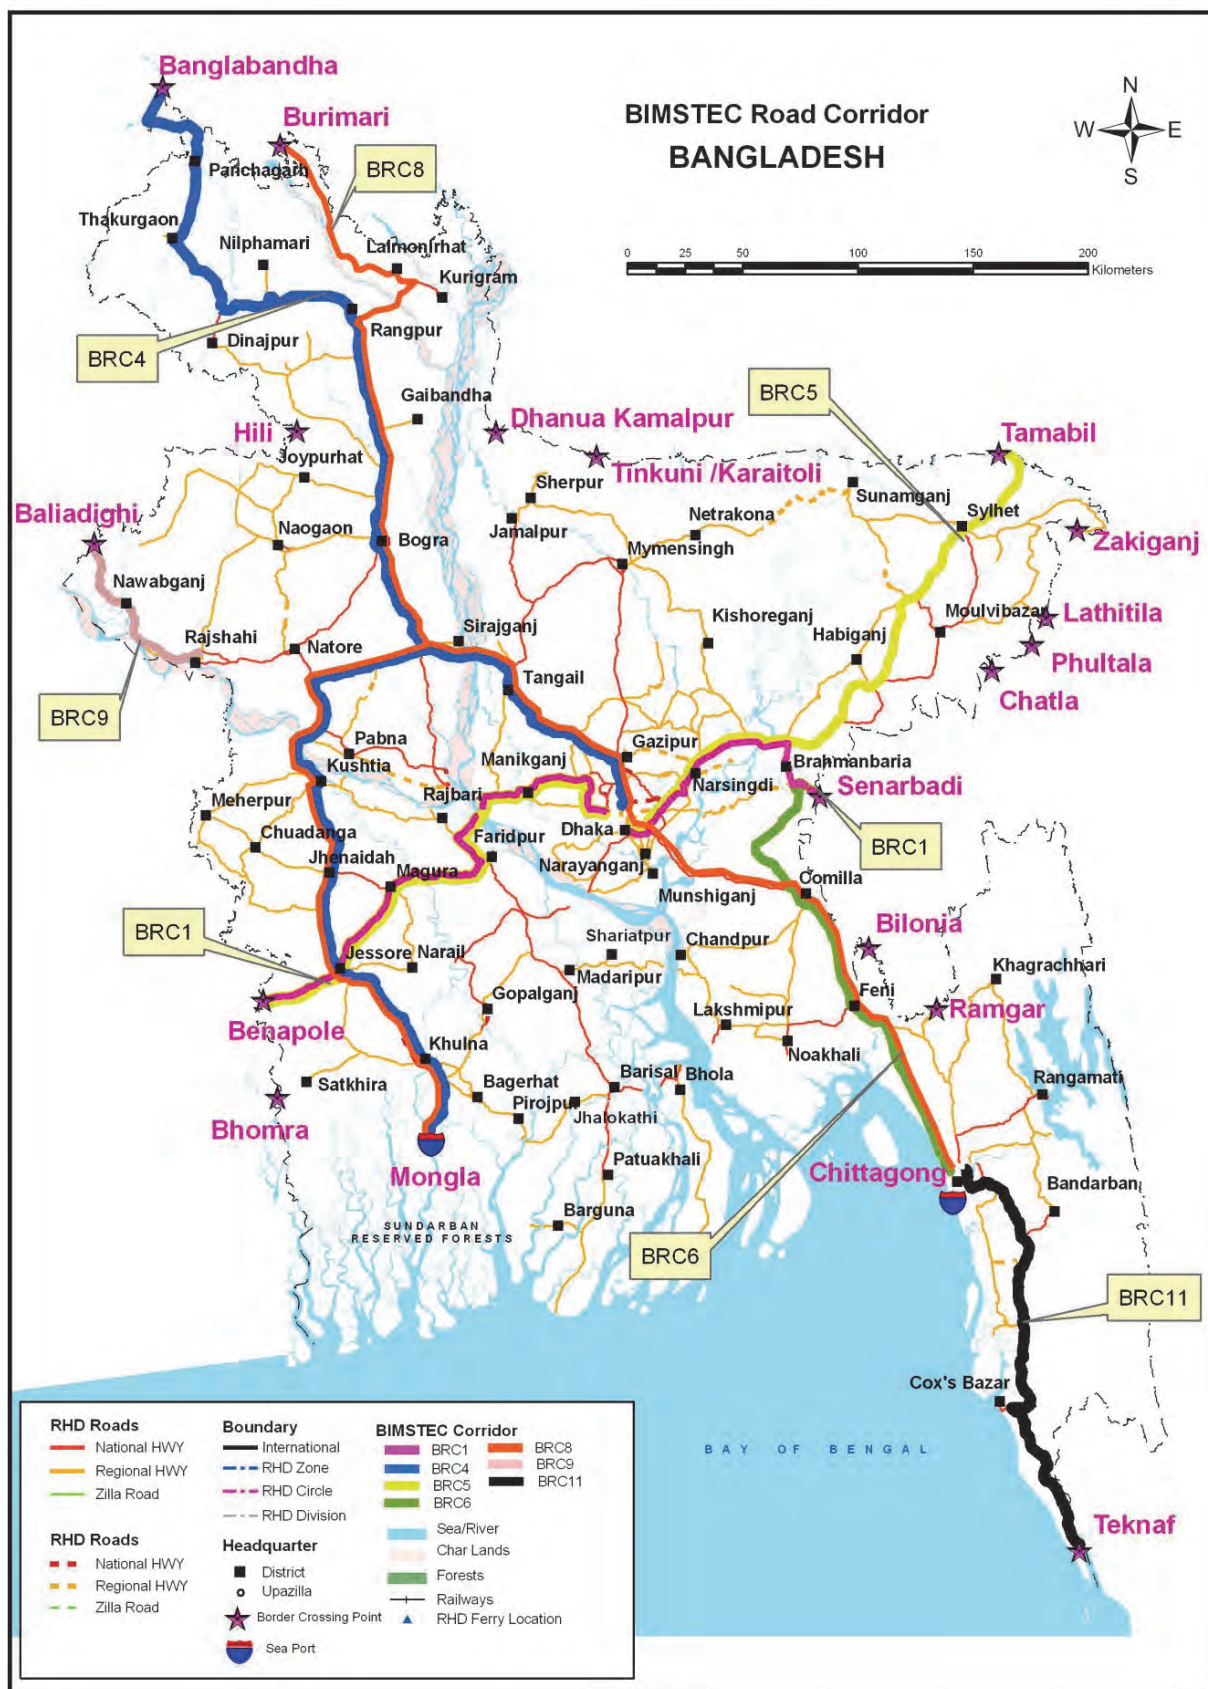 Banglabandha
Burimari
BIMSTEC Road Corridor
BANGLADESH
N
W
E
S
Panchagarh
BRC8
Thakurgaon
Nilphamari
Lalmonirhat
Kurigram
0 50 100 150 200
Kilometers
Rangpur
Dinajpur
BRC4
Gaibandha
BRC5
Dhanua Kamalpur
Hili
Tamabil
Joypurhat
Tinkuni /Karaitoli
Sherpur
Sunamganj
Baliadighi
Jamalpur
Netrakona
Sylhet
Naogaon
Bogra
Mymensingh
Zakiganj
Nawabganj
Kishoreganj
Moulvibazar
Lathitila
Rajshahi
Natore
Sirajganj
Habiganj
Phultala
Tangail
Chatla
BRC9
Pabna
Manikganj
Gazipur
Kushtia
Brahmanbaria
Narsingdi
Senarbadi
Meherpur
Rajbari
Chuadanga
Faridpur
Dhaka
BRC1
Jhenaidah
Magura
Narayanganj
Munshiganj
Comilla
BRC1
Shariatpur
Chandpur
Bilonia
Jessore
Narail
Madaripur
Khagrachhari
Gopalganj
Lakshmipur
Feni
Ramgar
Benapole
Noakhali
Khulna
Satkhira
Bagerhat
Barisal
Bhola
Rangamati
Pirojpur
Jhalokathi
Bhomra
Mongla
Patuakhali
Chittagong
Bandarban
Barguna
SUNDARBAN
RESERVED FORESTS
BRC6
BRC11
Cox's Bazar
BAY OF BENGAL
Teknaf
RHD Roads
National HWY
Regional HWY
Zilla Road
RHD Roads
National HWY
Regional HWY
Zilla Road
Boundary
International
RHD Zone
RHD Circle
RHD Division
Headquarter
District
Upazilla
Border Crossing Point
Sea Port
BIMSTEC Corridor
BRC1
BRC4
BRC5
BRC6
BRC8
BRC9
BRC11
Sea/River
Char Lands
Forests
Railways
RHD Ferry Location